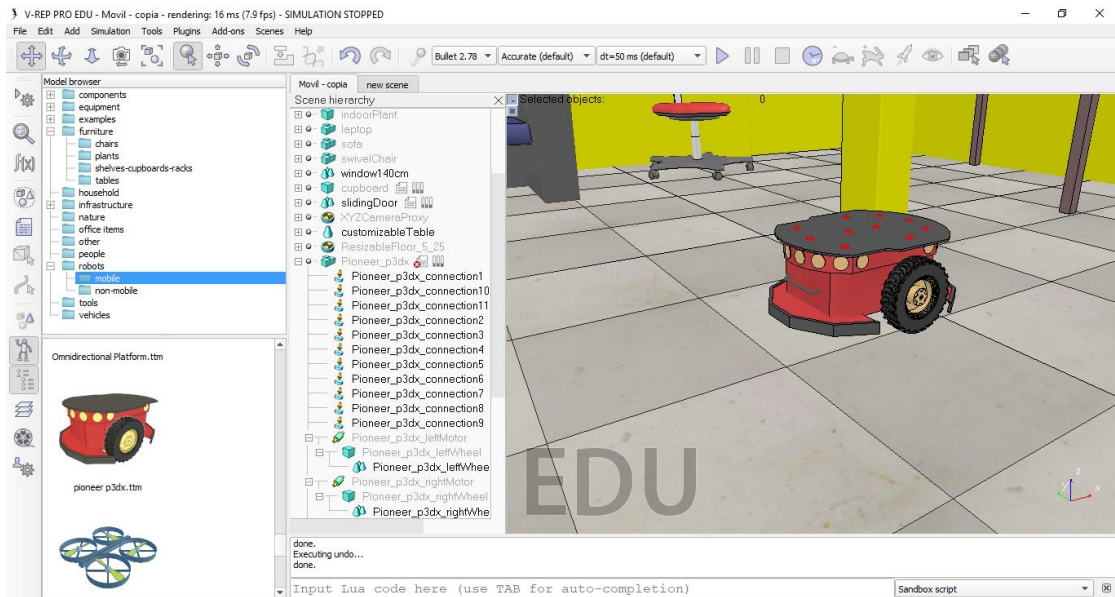 V-REP PRO EDU - Movil - copia - rendering: 16 ms (7.9 fps) - SIMULATION STOPPED
File Edit Add Simulation Tools Plugins Add-ons Scenes Help
Bullet 2.78 Accurate (default) dt=50 ms (default)
Model browser
components
equipment
examples
furniture
chairs
plants
shelves-cupboards-racks
tables
household
infrastructure
nature
office items
other
people
robots
mobile
non-mobile
tools
vehicles
Omnidirectional Platform.ttm
pioneer p3dx.ttm
Movil - copia new scene
Scene hierarchy
indoorPlant
laptop
sofa
swivelChair
window140cm
cupboard
slidingDoor
XYZCameraProxy
customizableTable
ResizableFloor_5_25
Pioneer_p3dx
Pioneer_p3dx_connection1
Pioneer_p3dx_connection10
Pioneer_p3dx_connection11
Pioneer_p3dx_connection2
Pioneer_p3dx_connection3
Pioneer_p3dx_connection4
Pioneer_p3dx_connection5
Pioneer_p3dx_connection6
Pioneer_p3dx_connection7
Pioneer_p3dx_connection8
Pioneer_p3dx_connection9
Pioneer_p3dx_leftMotor
Pioneer_p3dx_leftWheel
Pioneer_p3dx_leftWhee
Pioneer_p3dx_rightMotor
Pioneer_p3dx_rightWheel
Pioneer_p3dx_rightWhe
Selected objects: 0
EDU
z
y
x
done.
Executing undo...
done.
Input Lua code here (use TAB for auto-completion)
Sandbox script
f(x)